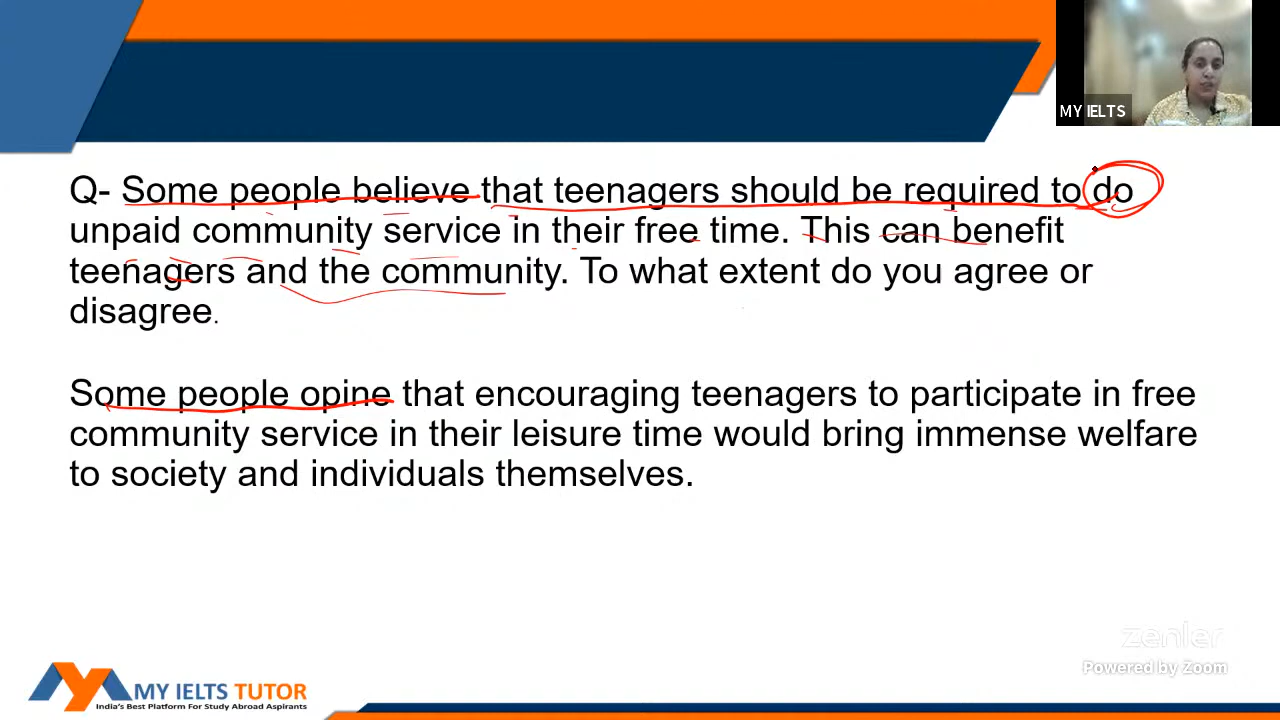 MY IELTS
Q- Some people believe that teenagers should be required to do
unpaid community service in their free time. This can benefit
teenagers and the community. To what extent do you agree or
disagree.
Some people opine that encouraging teenagers to participate in free
community service in their leisure time would bring immense welfare
to society and individuals themselves.
zenler
Powered by Zoom
MY IELTS TUTOR
India's Best Platform For Study Abroad Aspirants